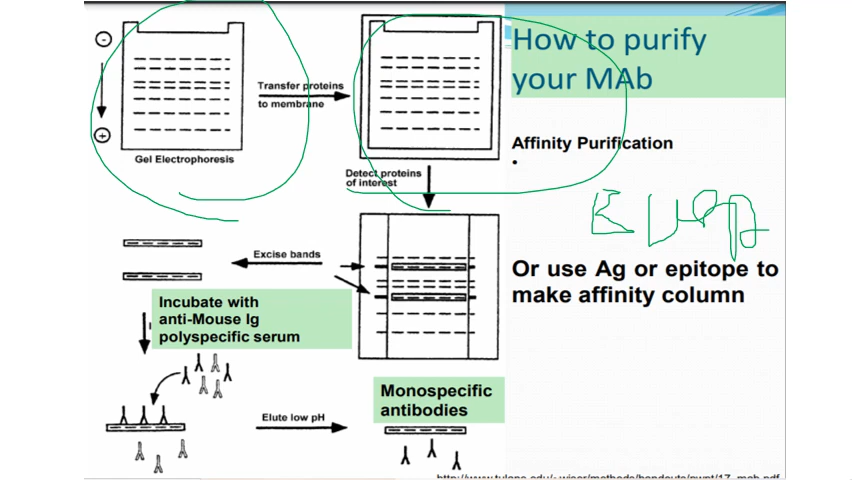 How to purify
your MAb
-
+
Transfer proteins
to membrane
Gel Electrophoresis
Affinity Purification
•
Detect proteins
of interest
Excise bands
Or use Ag or epitope to
make affinity column
Incubate with
anti-Mouse Ig
polyspecific serum
Elute low pH
Monospecific
antibodies